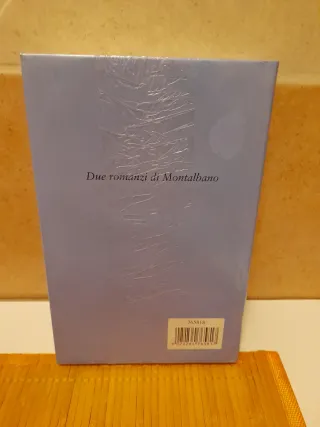 Due romanzi di Montalbano